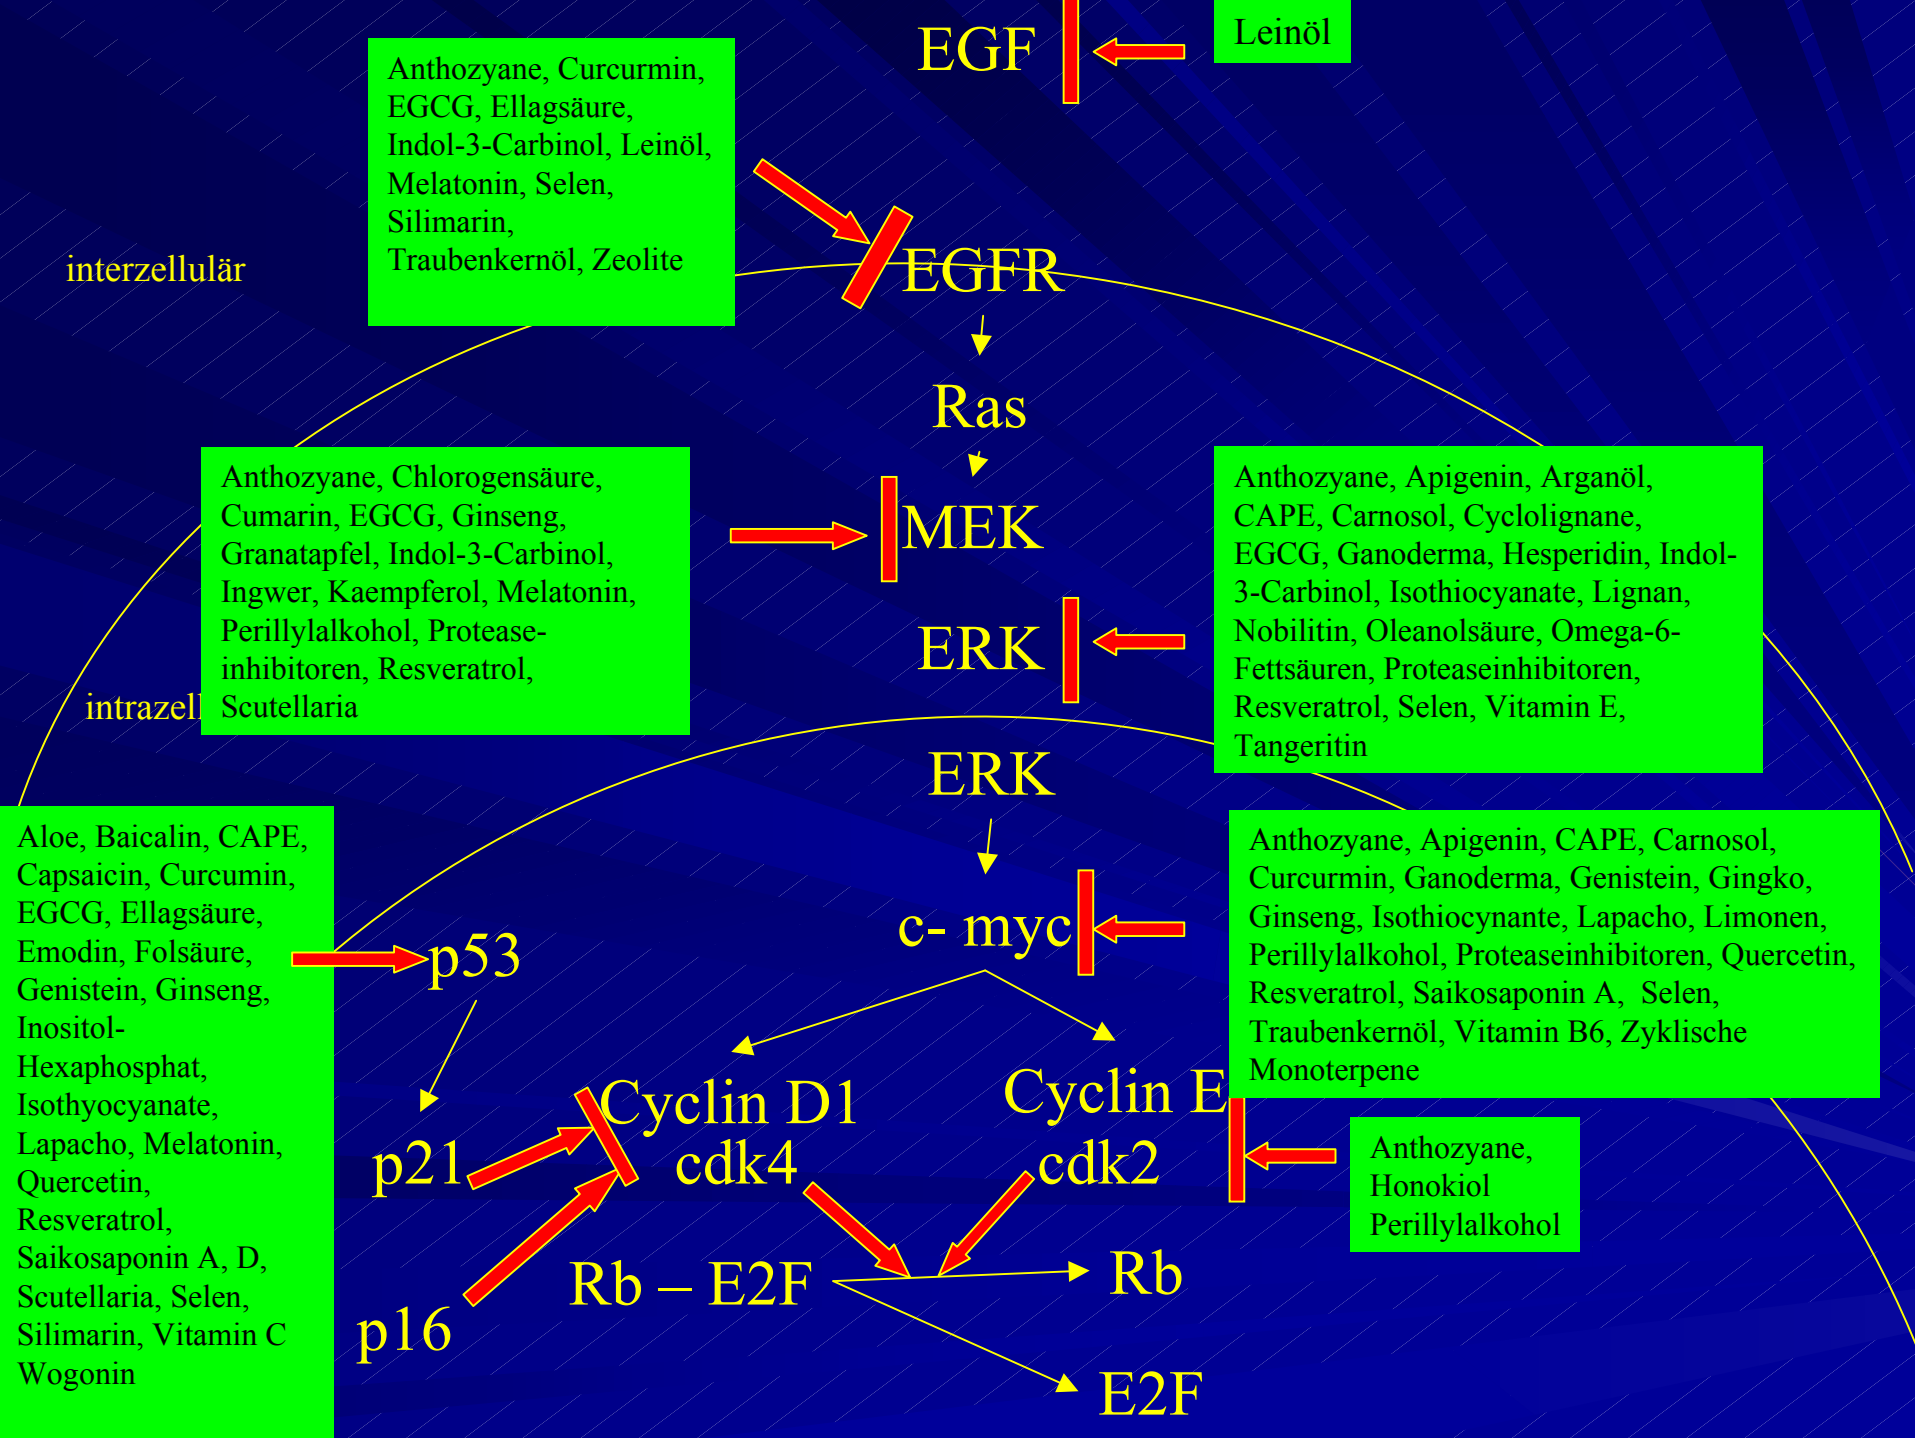 EGF
Leinöl
Anthozyane, Curcurmin,
EGCG, Ellagsäure,
Indol-3-Carbinol, Leinöl,
Melatonin, Selen,
Silimarin,
Traubenkernöl, Zeolite
interzellulär
EGFR
Ras
Anthozyane, Chlorogensäure,
Cumarin, EGCG, Ginseng,
Granatapfel, Indol-3-Carbinol,
Ingwer, Kaempferol, Melatonin,
Perillylalkohol, Protease-
inhibitoren, Resveratrol,
Scutellaria
MEK
Anthozyane, Apigenin, Arganöl,
CAPE, Carnosol, Cyclolignane,
EGCG, Ganoderma, Hesperidin, Indol-
3-Carbinol, Isothiocyanate, Lignan,
Nobilitin, Oleanolsäure, Omega-6-
Fettsäuren, Proteaseinhibitoren,
Resveratrol, Selen, Vitamin E,
Tangeritin
ERK
intrazell
ERK
Aloe, Baicalin, CAPE,
Capsaicin, Curcumin,
EGCG, Ellagsäure,
Emodin, Folsäure,
Genistein, Ginseng,
Inositol-
Hexaphosphat,
Isothyocyanate,
Lapacho, Melatonin,
Quercetin,
Resveratrol,
Saikosaponin A, D,
Scutellaria, Selen,
Silimarin, Vitamin C
Wogonin
p53
c- myc
Anthozyane, Apigenin, CAPE, Carnosol,
Curcurmin, Ganoderma, Genistein, Gingko,
Ginseng, Isothiocynante, Lapacho, Limonen,
Perillylalkohol, Proteaseinhibitoren, Quercetin,
Resveratrol, Saikosaponin A,  Selen,
Traubenkernöl, Vitamin B6, Zyklische
Monoterpene
Cyclin D1
cdk4
Cyclin E
cdk2
p21
Anthozyane,
Honokiol
Perillylalkohol
p16
Rb – E2F
Rb
E2F